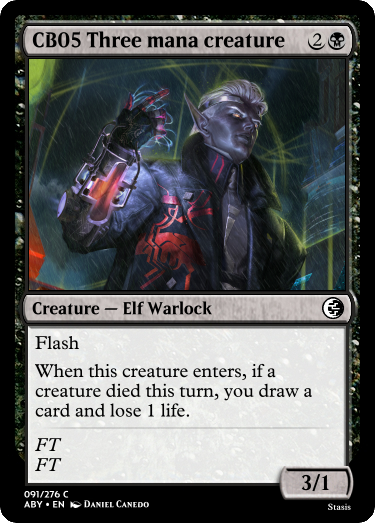 CB05 Three mana creature 2
Creature — Elf Warlock
Flash
When this creature enters, if a
creature died this turn, you draw a
card and lose 1 life.
FT
FT
3/1
091/276 C
ABY • EN DANIEL CANEDO
Stasis